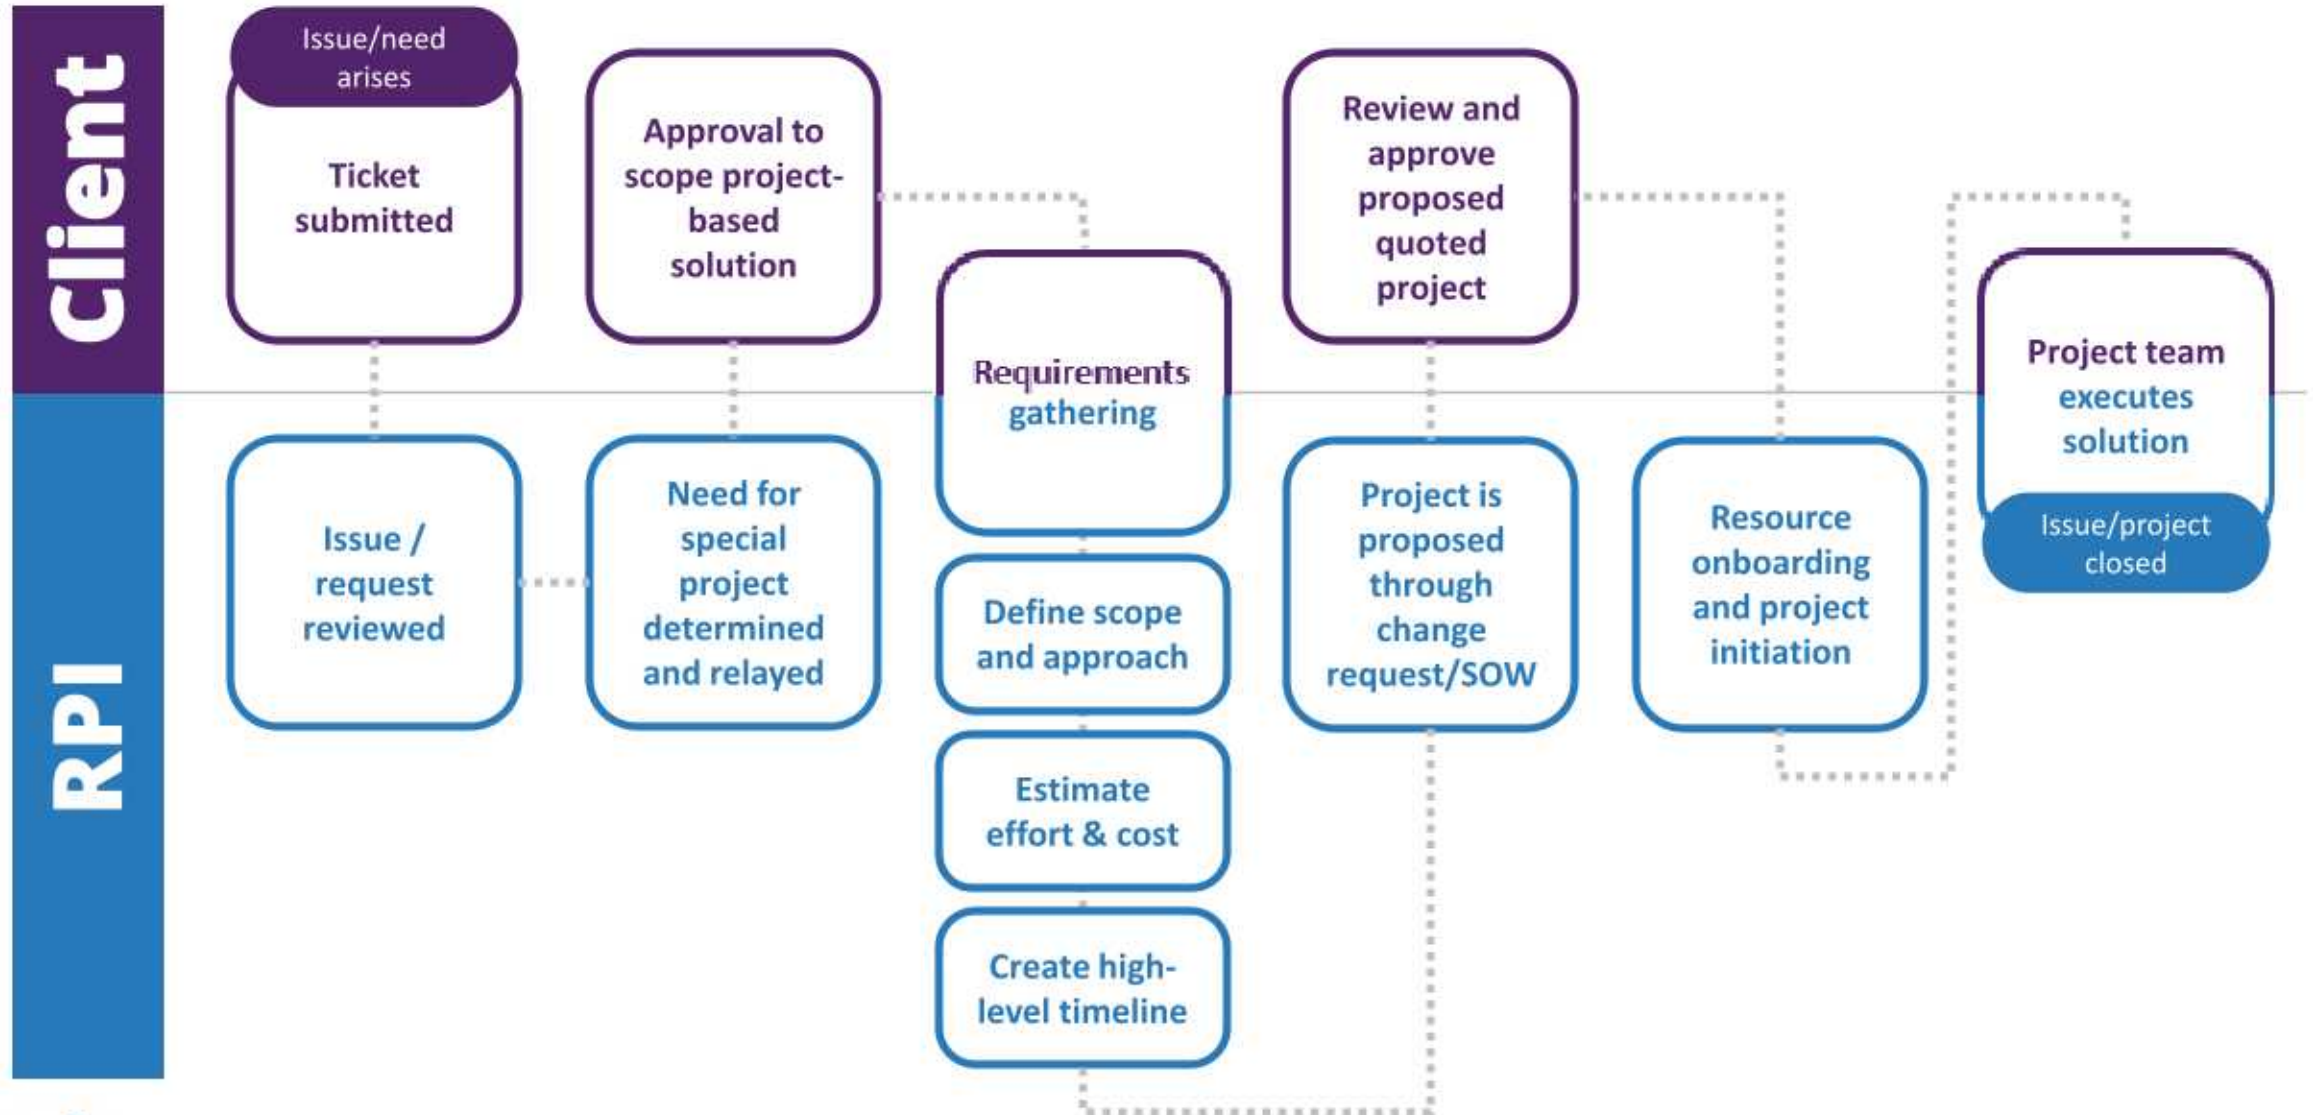 Client
Issue/need
arises
Ticket
submitted
Issue /
request
reviewed
Need for
special
project
determined
and relayed
Approval to
scope project-
based
solution
Requirements
gathering
Define scope
and approach
Estimate
effort & cost
Create high-
level timeline
Project is
proposed
through
change
request/SOW
Review and
approve
proposed
quoted
project
Resource
onboarding
and project
initiation
Project team
executes
solution
Issue/project
closed
RPI